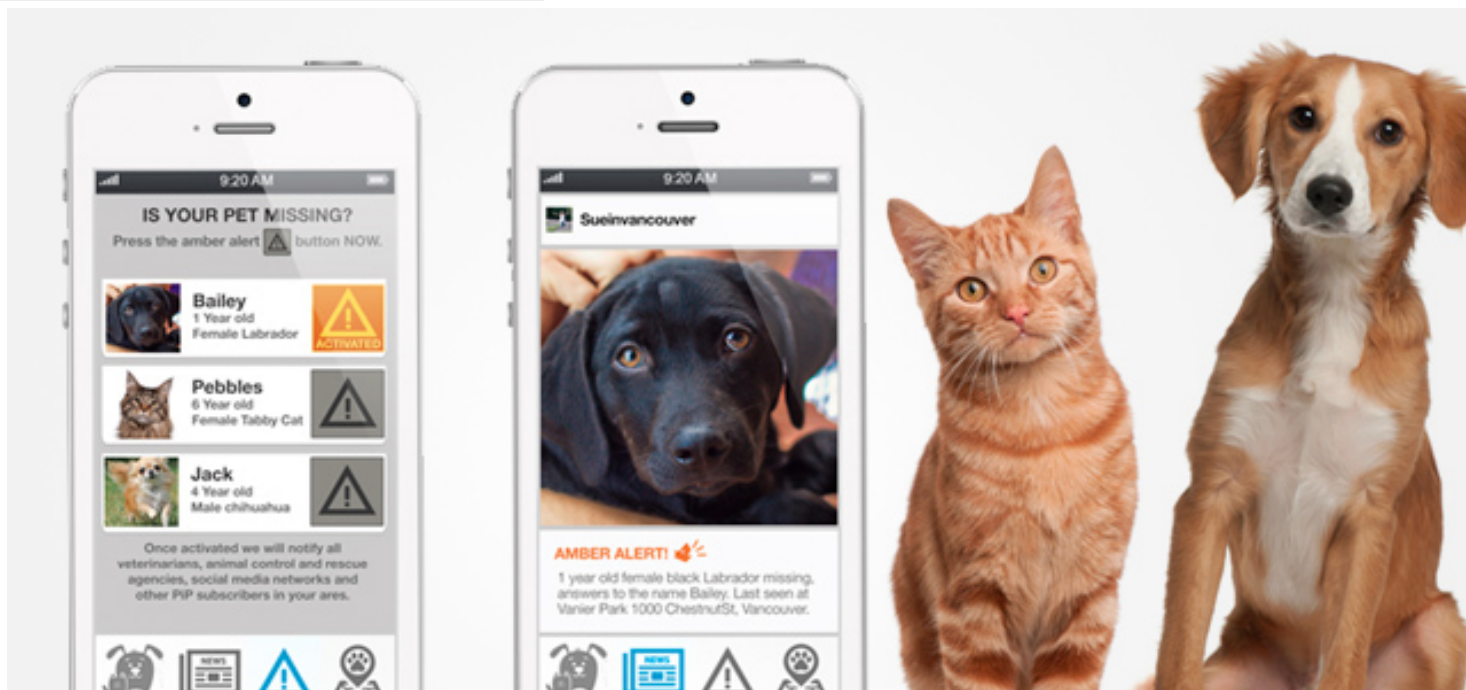 9:20 AM
IS YOUR PET MISSING?
Press the amber alert button NOW.
Bailey
1 Year old
Female Labrador
ACTIVATED
Pebbles
6 Year old
Female Tabby Cat
Jack
4 Year old
Male chihuahua
Once activated we will notify all
veterinarians, animal control and rescue
agencies, social media networks and
other PiP subscribers in your ares.
NEWS
9:20 AM
Sueinvancouver
AMBER ALERT!
1 year old female black Labrador missing,
answers to the name Bailey. Last seen at
Vanier Park 1000 ChestnutSt, Vancouver.
NEWS